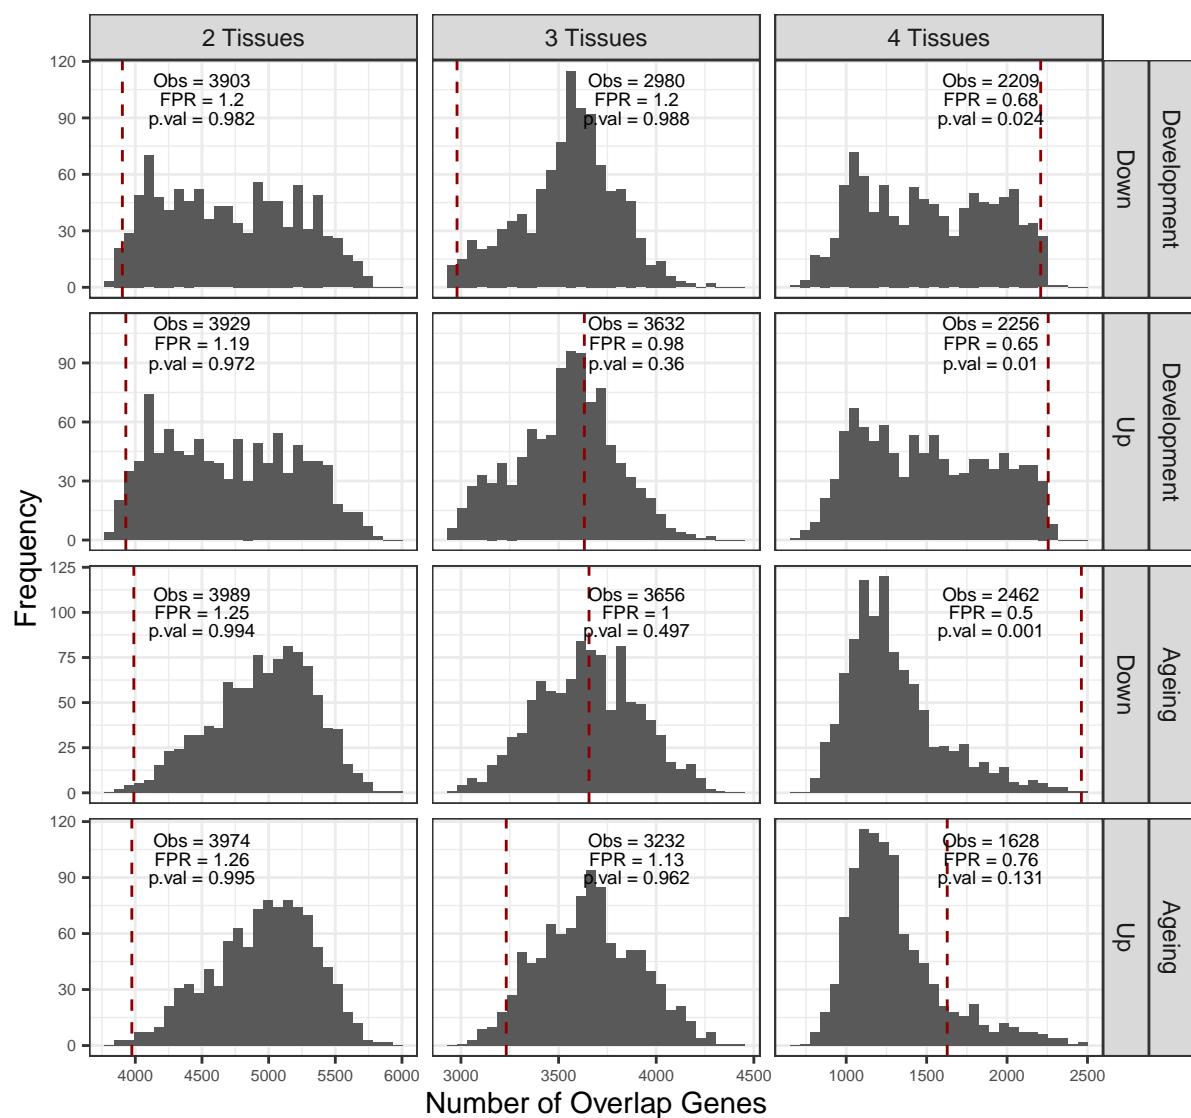 2 Tissues
3 Tissues
4 Tissues
120
90
60
30
0
Obs = 3903
FPR = 1.2
p.val = 0.982
Obs = 2980
FPR = 1.2
p.val = 0.988
Obs = 2209
FPR = 0.68
p.val = 0.024
Down
Development
90
60
30
0
Obs = 3929
FPR = 1.19
p.val = 0.972
Obs = 3632
FPR = 0.98
p.val = 0.36
Obs = 2256
FPR = 0.65
p.val = 0.01
Up
Development
Frequency
125
100
75
50
25
0
Obs = 3989
FPR = 1.25
p.val = 0.994
Obs = 3656
FPR = 1
p.val = 0.497
Obs = 2462
FPR = 0.5
p.val = 0.001
Down
Ageing
120
90
60
30
0
Obs = 3974
FPR = 1.26
p.val = 0.995
Obs = 3232
FPR = 1.13
p.val = 0.962
Obs = 1628
FPR = 0.76
p.val = 0.131
Up
Ageing
4000 4500 5000 5500 6000
3000 3500 4000 4500
1000 1500 2000 2500
Number of Overlap Genes